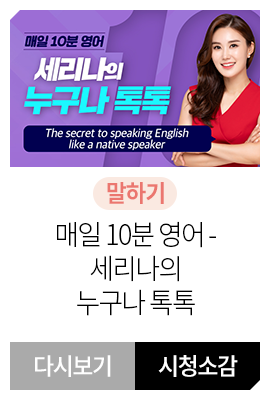 매일 10분 영어
세리나의
누구나 톡톡
The secret to speaking English
like a native speaker
말하기
매일 10분 영어 -
세리나의
누구나 톡톡
다시보기
시청소감